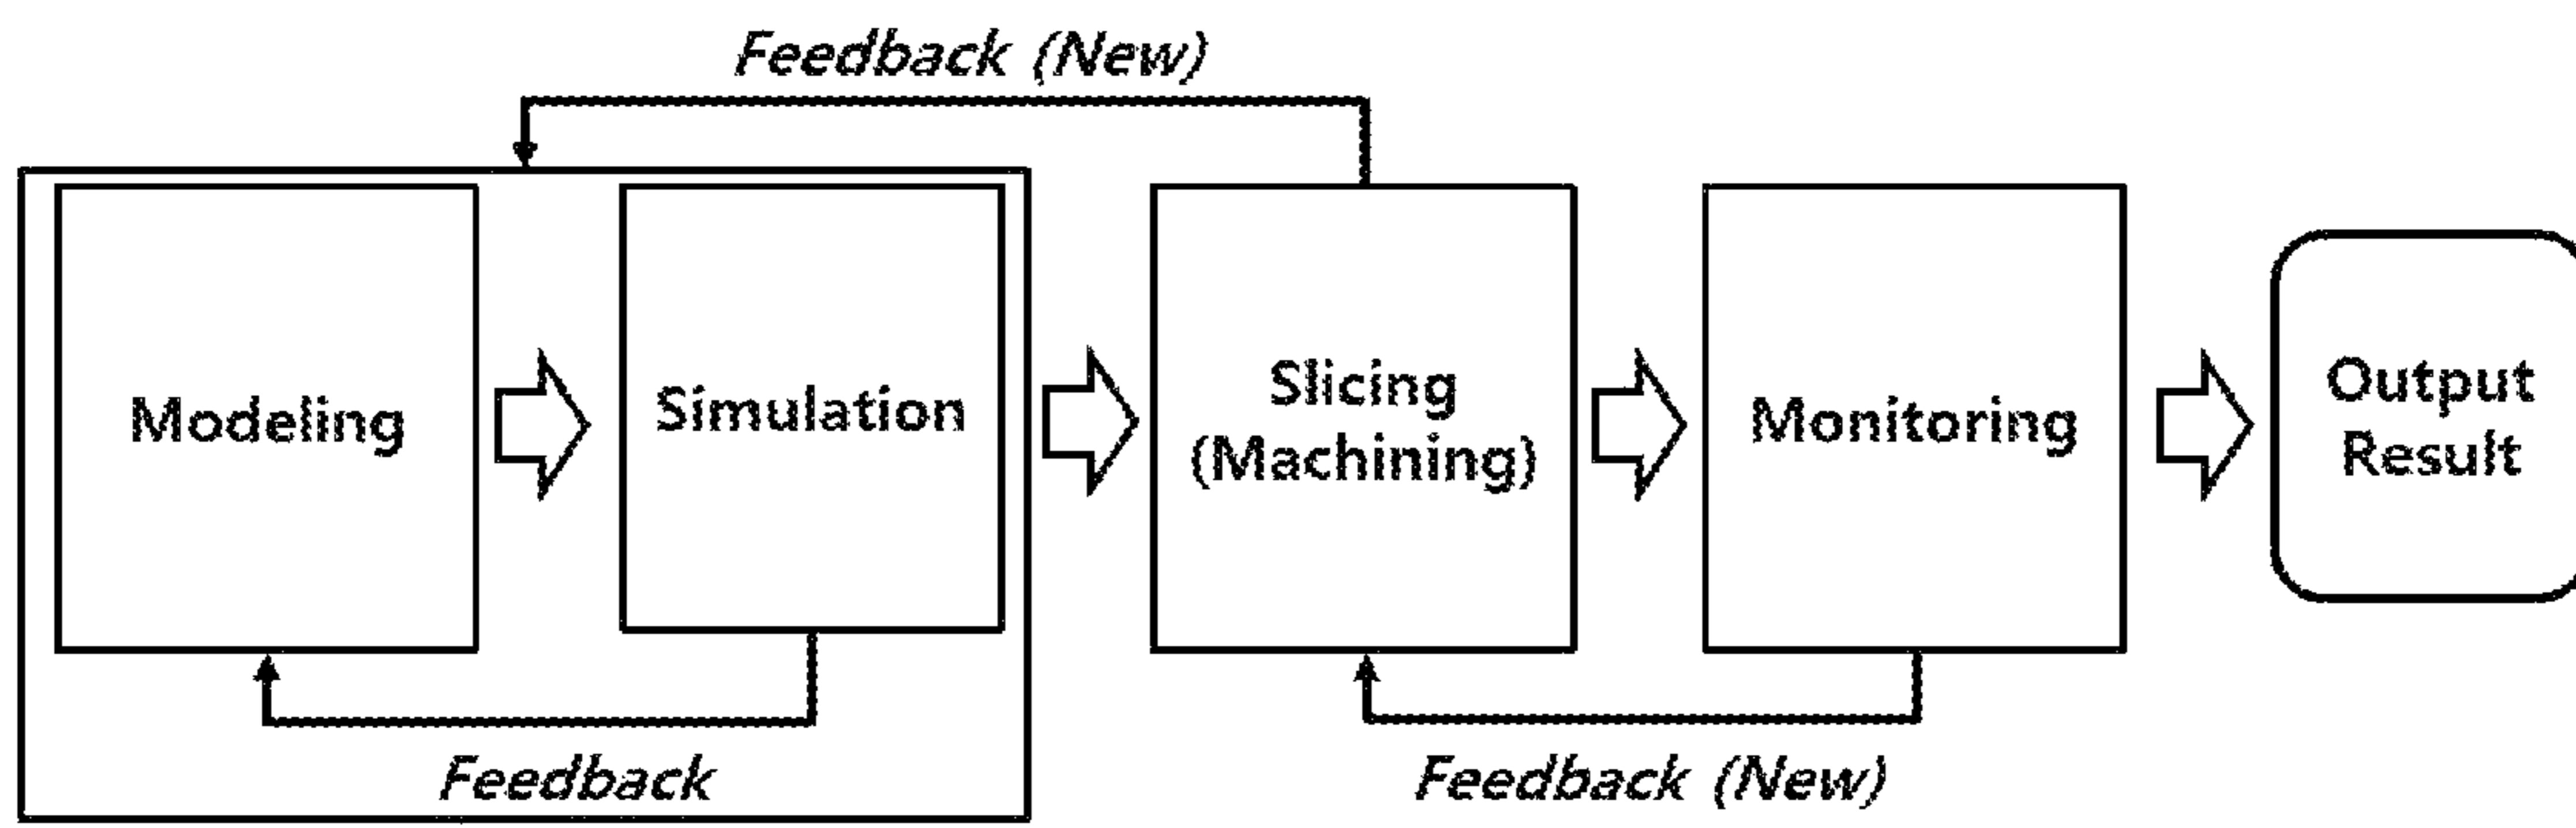 Feedback (New)
Modeling
Simulation
Slicing
(Machining)
Monitoring
Output
Result
Feedback
Feedback (New)